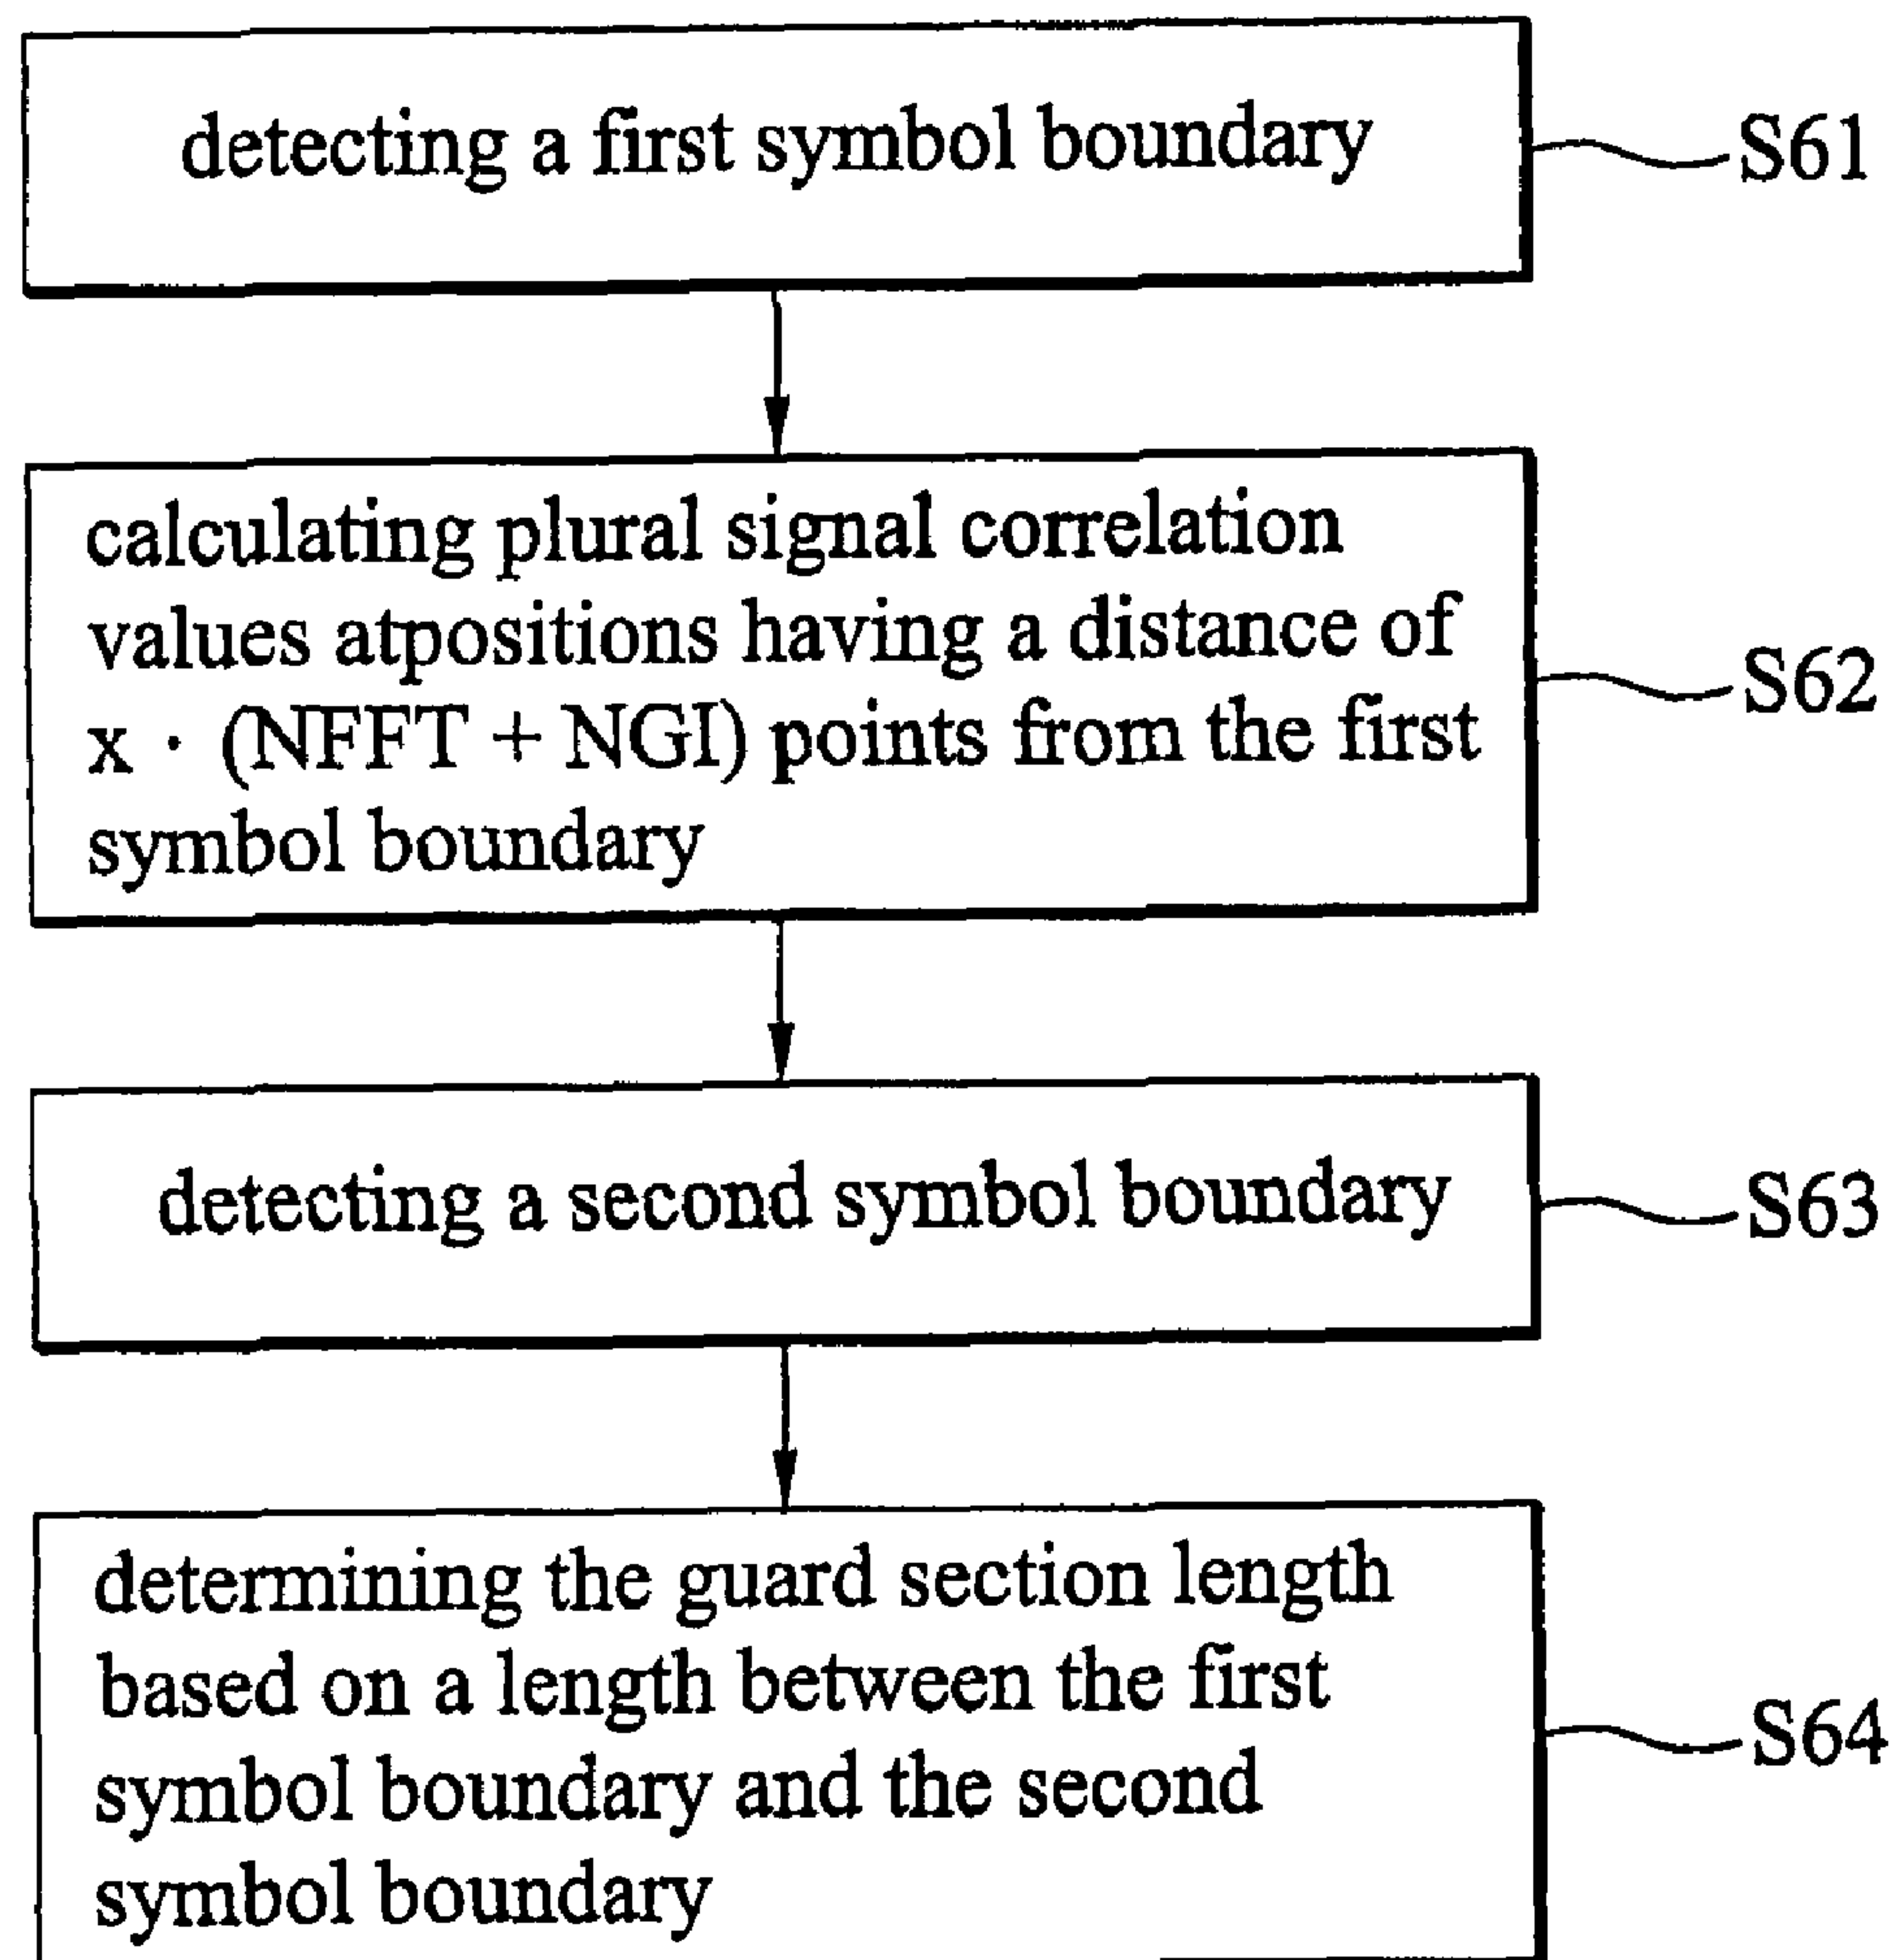 detecting a first symbol boundary
S61
calculating plural signal correlation
values atpositions having a distance of
x · (NFFT + NGI) points from the first
symbol boundary
S62
detecting a second symbol boundary
S63
determining the guard section length
based on a length between the first
symbol boundary and the second
symbol boundary
S64